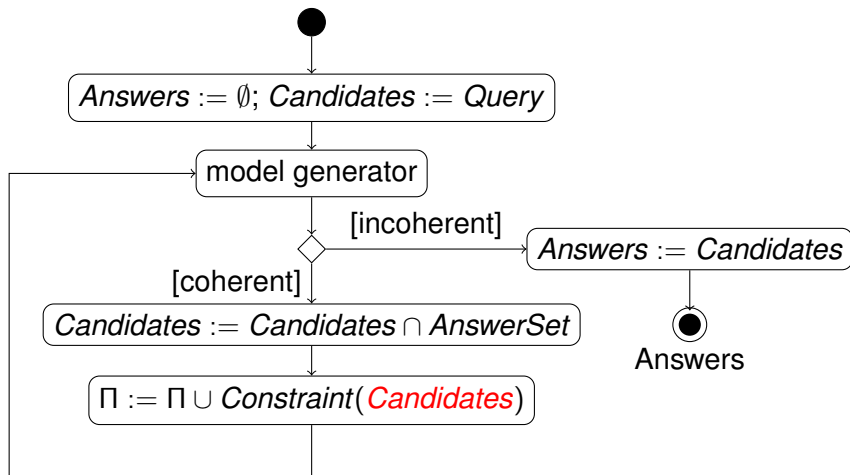 Answers := ∅; Candidates := Query
model generator
[incoherent]
Answers := Candidates
[coherent]
Candidates := Candidates ∩ AnswerSet
Answers
Π := Π ∪ Constraint(Candidates)